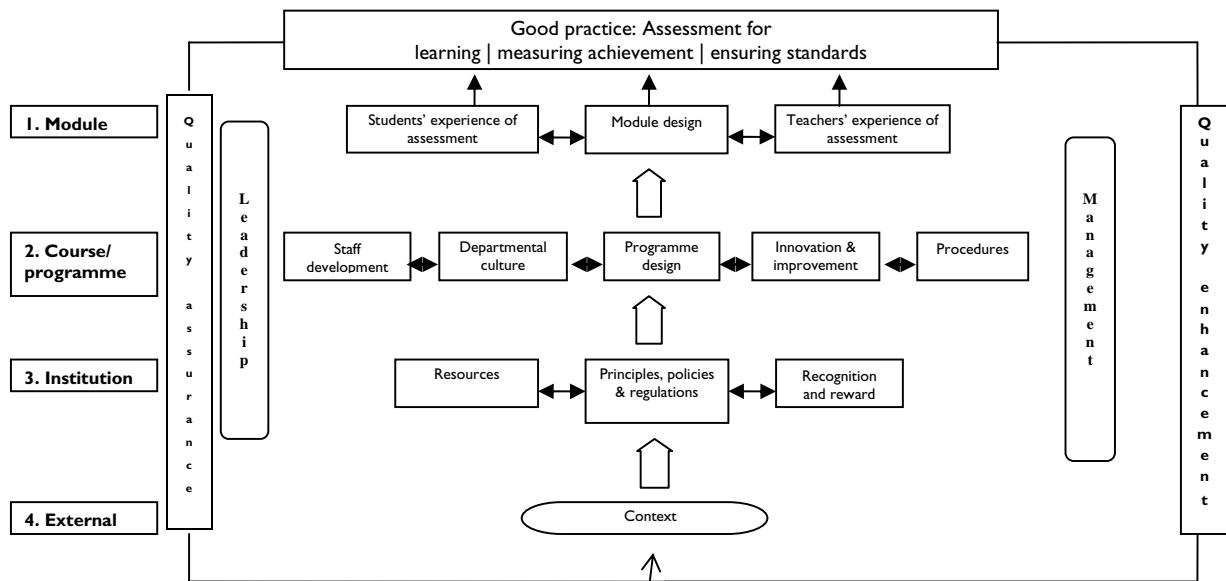 Good practice: Assessment for
learning | measuring achievement | ensuring standards
1. Module
Students' experience of
assessment
Module design
Teachers' experience of
assessment
Quality assurance
Leadership
Management
Quality enhancement
2. Course/
programme
Staff
development
Departmental
culture
Programme
design
Innovation &
improvement
Procedures
3. Institution
Resources
Principles, policies
& regulations
Recognition
and reward
4. External
Context